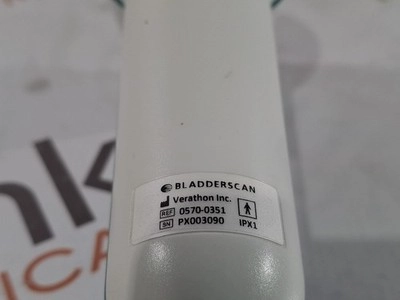 BLADDERSCAN
Verathon Inc.
REF 0570-0351
SN PX003090
IPX1